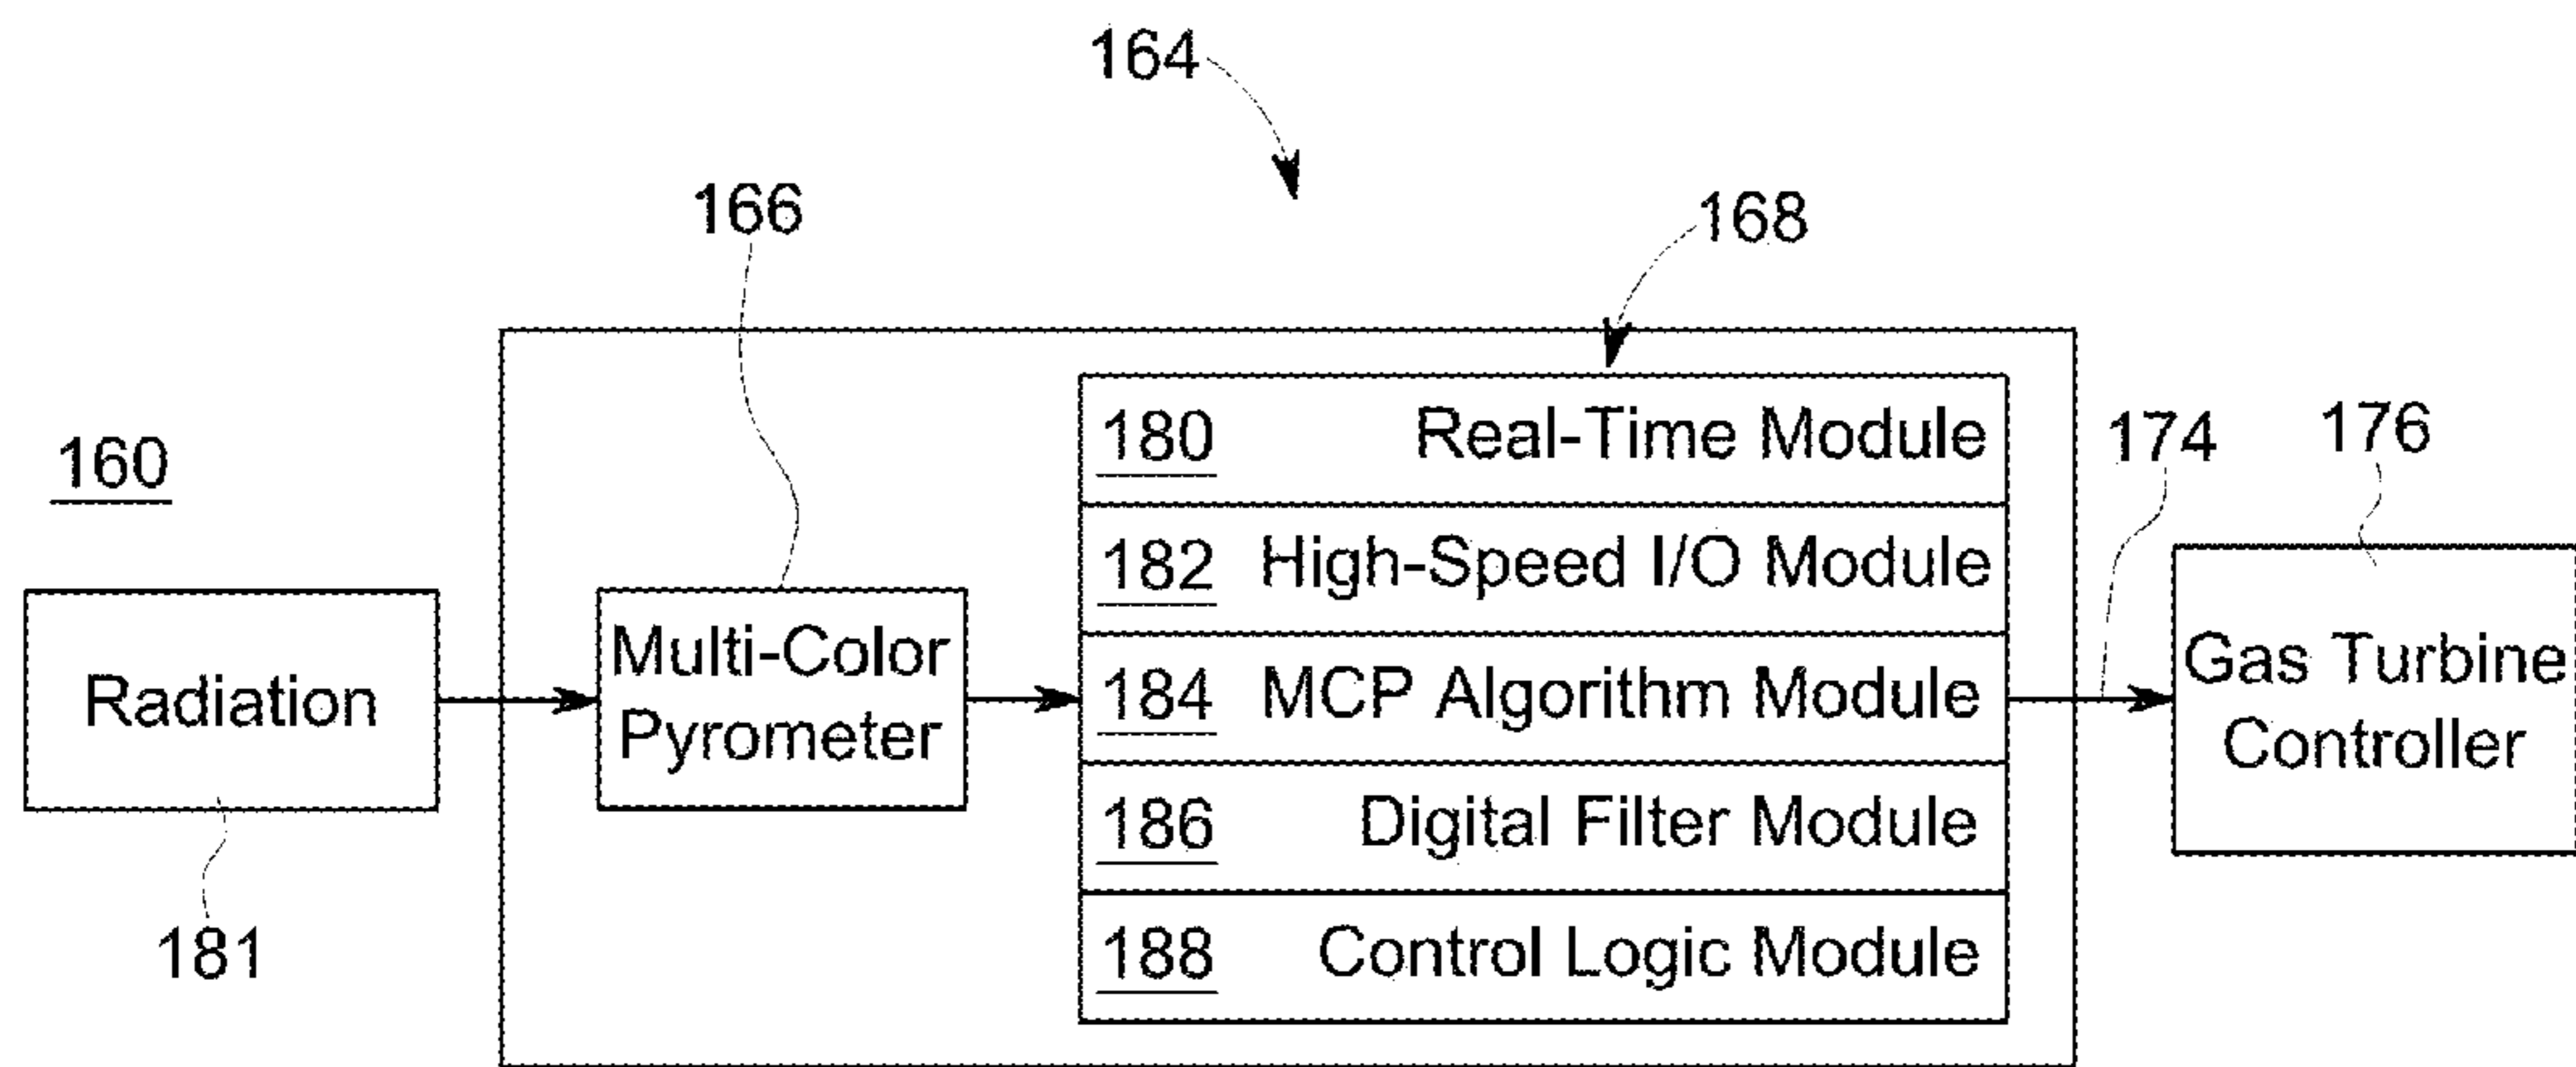 164
166
168
160
180 Real-Time Module
174
176
182 High-Speed I/O Module
Radiation
Multi-Color
Pyrometer
184 MCP Algorithm Module
Gas Turbine
Controller
186 Digital Filter Module
181
188 Control Logic Module